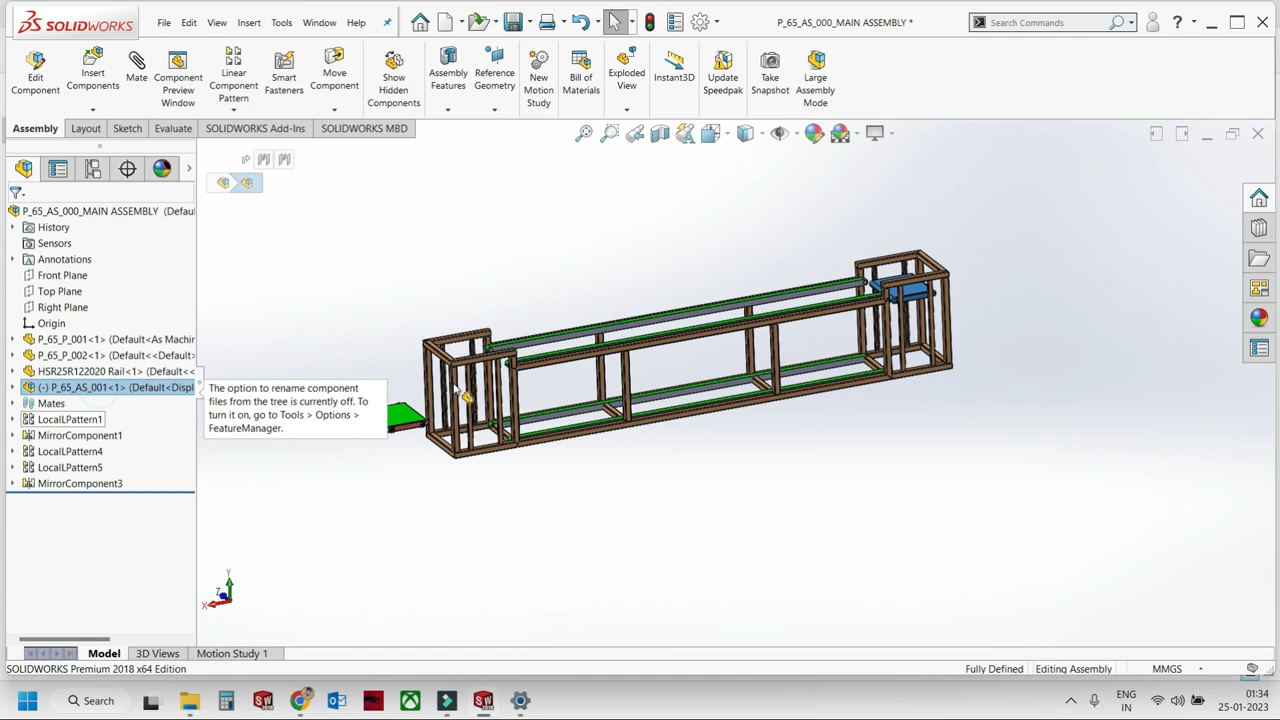 SOLIDWORKS File Edit View Insert Tools Window Help P_65_AS_000_MAIN ASSEMBLY * Search Commands ?
Edit Component
Insert Components
Mate
Component Preview Window
Linear Component Pattern
Smart Fasteners
Move Component
Show Hidden Components
Assembly Features
Reference Geometry
New Motion Study
Bill of Materials
Exploded View
Instant3D
Update Speedpak
Take Snapshot
Large Assembly Mode
Assembly Layout Sketch Evaluate SOLIDWORKS Add-Ins SOLIDWORKS MBD
P_65_AS_000_MAIN ASSEMBLY (Defaul
History
Sensors
Annotations
Front Plane
Top Plane
Right Plane
Origin
P_65_P_001<1> (Default<As Machin
P_65_P_002<1> (Default<<Default>
HSR25R122020 Rail<1> (Default<<
(-) P_65_AS_001<1> (Default<Displ
Mates
LocalLPattern1
MirrorComponent1
LocalLPattern4
LocalLPattern5
MirrorComponent3
The option to rename component
files from the tree is currently off. To
turn it on, go to Tools > Options >
FeatureManager.
Y
Z
X
Model 3D Views Motion Study 1
SOLIDWORKS Premium 2018 x64 Edition Fully Defined Editing Assembly MMGS
Search ENG IN 01:34 25-01-2023